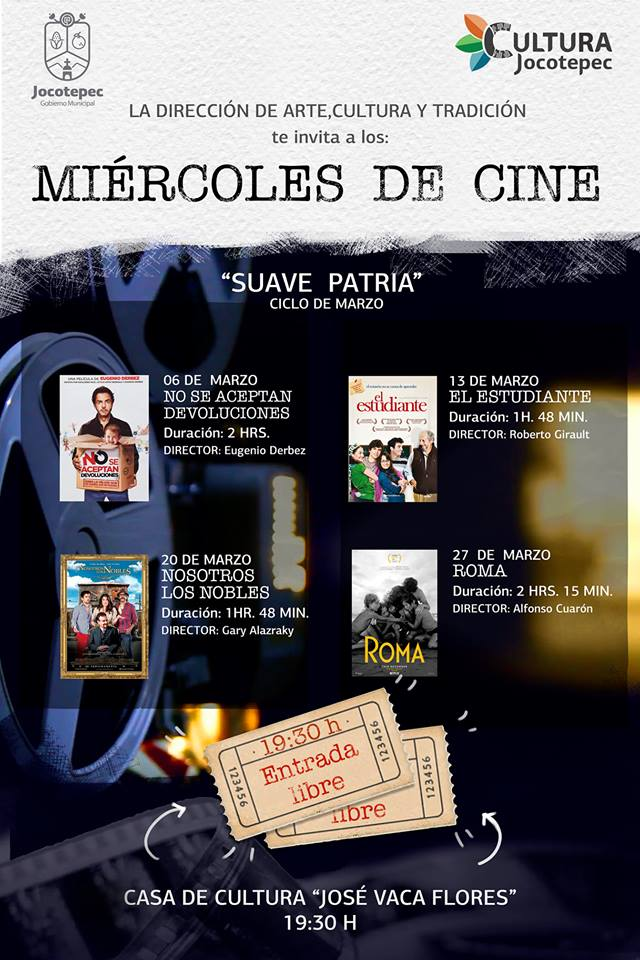 Jocotepec
Gobierno Municipal
CULTURA
Jocotepec
LA DIRECCIÓN DE ARTE,CULTURA Y TRADICIÓN
te invita a los:
MIÉRCOLES DE CINE
“SUAVE PATRIA”
CICLO DE MARZO
UNA PELÍCULA DE EUGENIO DERBEZ
NO SE
ACEPTAN
DEVOLUCIONES
06 DE MARZO
NO SE ACEPTAN
DEVOLUCIONES
Duración: 2 HRS.
DIRECTOR: Eugenio Derbez
el
estudiante
13 DE MARZO
EL ESTUDIANTE
Duración: 1H. 48 MIN.
DIRECTOR: Roberto Girault
NOSOTROS LOS NOBLES
20 DE MARZO
NOSOTROS
LOS NOBLES
Duración: 1HR. 48 MIN.
DIRECTOR: Gary Alazraky
ROMA
27 DE MARZO
ROMA
Duración: 2 HRS. 15 MIN.
DIRECTOR: Alfonso Cuarón
· 19:30 h ·
Entrada
libre
123456
123456
libre
123456
CASA DE CULTURA “JOSÉ VACA FLORES”
19:30 H